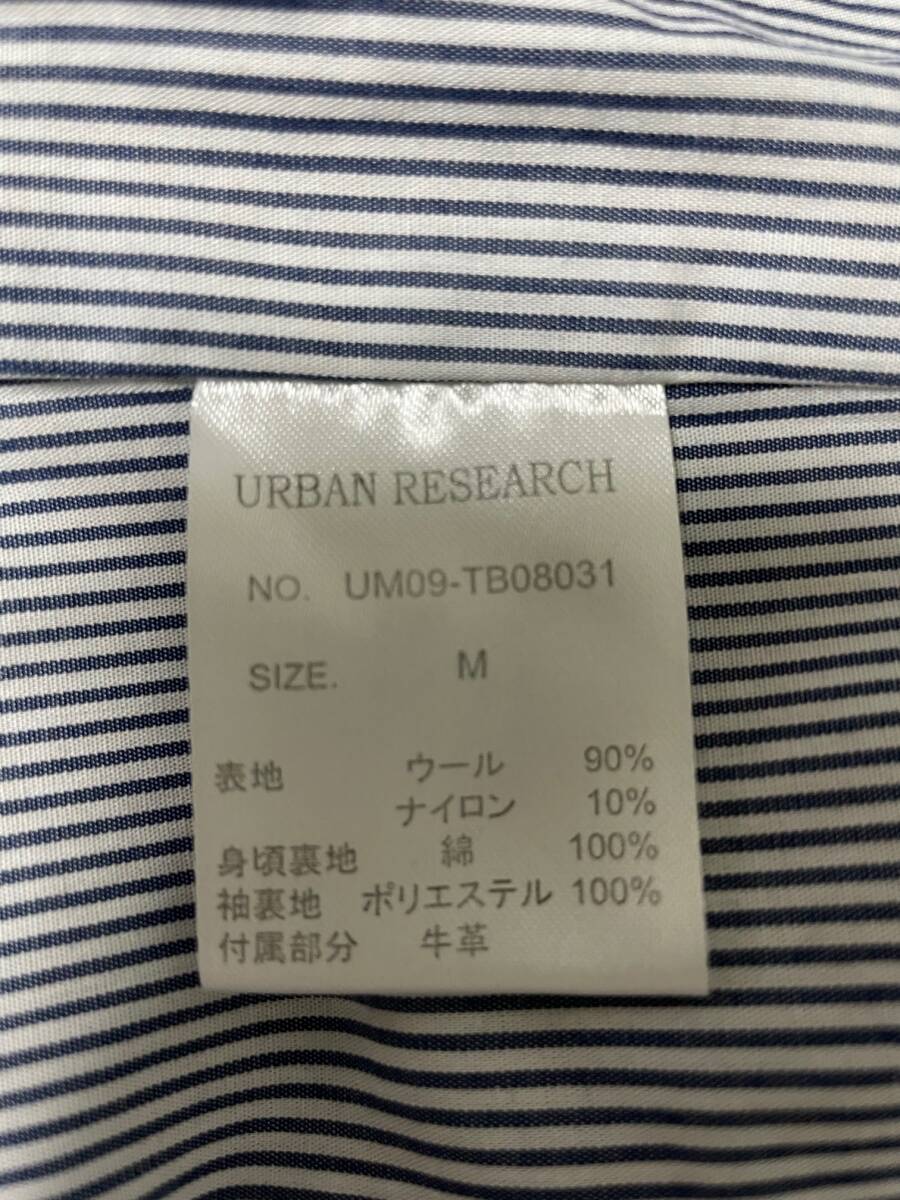 URBAN RESEARCH
NO. UM09-TB08031
SIZE. M
表地 ウール 90%
ナイロン 10%
身頃裏地 綿 100%
袖裏地 ポリエステル 100%
付属部分 牛革